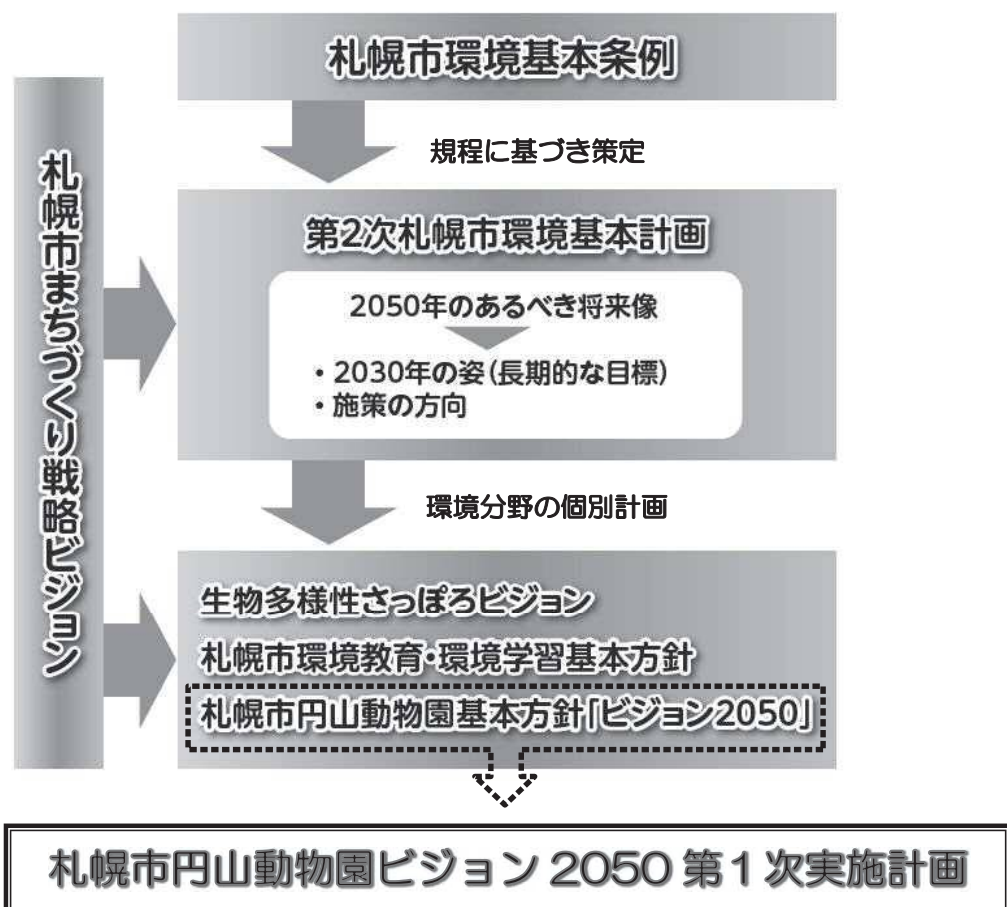 札幌市環境基本条例
規程に基づき策定
札幌市まちづくり戦略ビジョン
第2次札幌市環境基本計画
2050年のあるべき将来像
・2030年の姿(長期的な目標)
・施策の方向
環境分野の個別計画
生物多様性さっぽろビジョン
札幌市環境教育・環境学習基本方針
札幌市円山動物園基本方針「ビジョン2050」
札幌市円山動物園ビジョン 2050 第1次実施計画